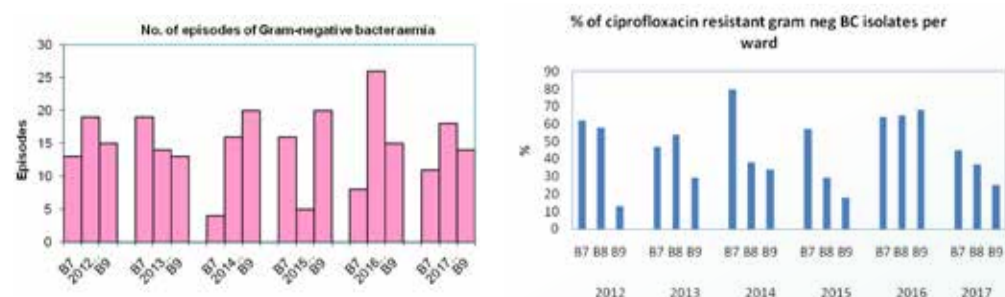 No. of episodes of Gram-negative bacteraemia
30
25
20
15
10
5
0
Episodes
B7 2012 B9 B7 2013 B9 B7 2014 B9 B7 2015 B9 B7 2016 B9 B7 2017 B9
% of ciprofloxacin resistant gram neg BC isolates per
ward
90
80
70
60
50
40
30
20
10
0
%
B7 B8 B9 B7 B8 B9 B7 B8 B9 B7 B8 B9 B7 B8 B9 B7 B8 B9
2012 2013 2014 2015 2016 2017